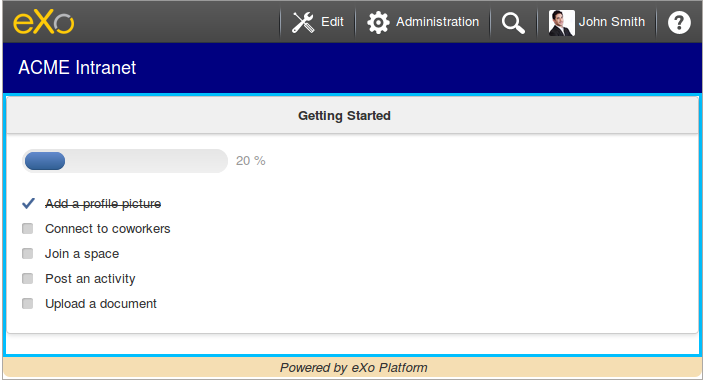 eXo Edit Administration John Smith ?
ACME Intranet
Getting Started
20 %
Add a profile picture
Connect to coworkers
Join a space
Post an activity
Upload a document
Powered by eXo Platform